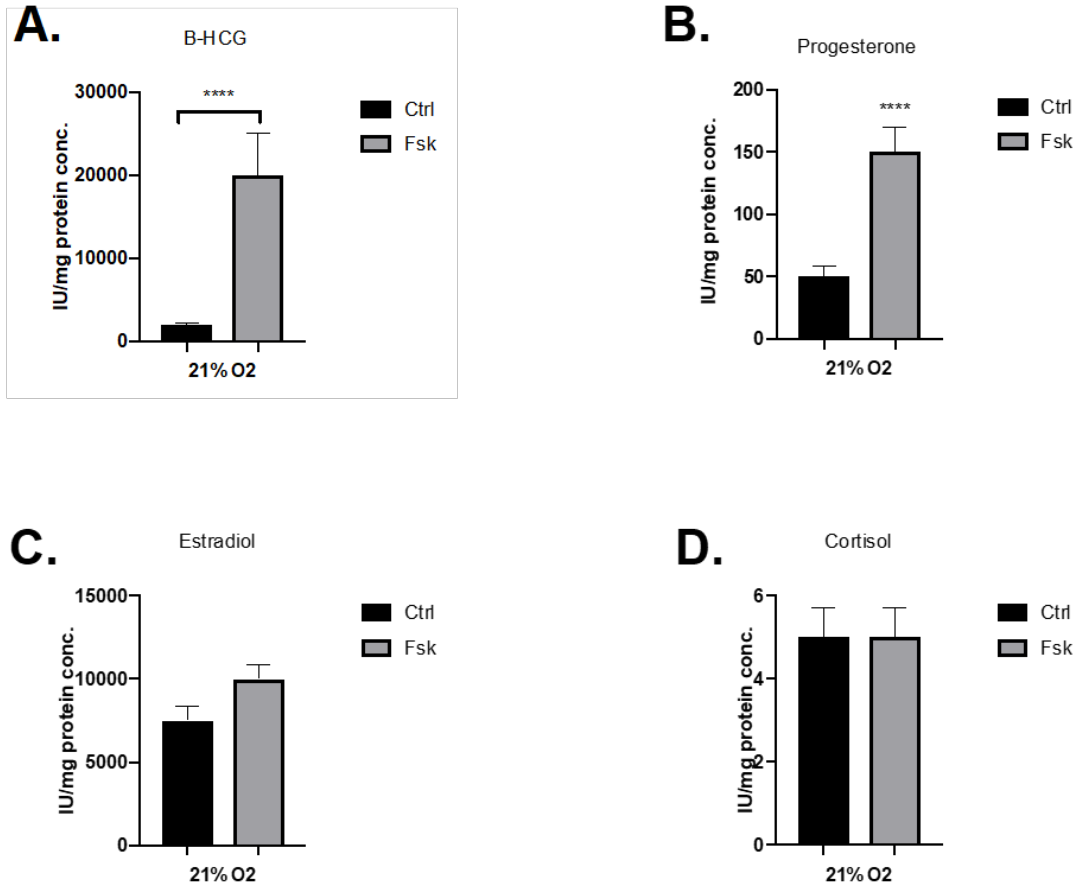 A.
B-HCG
****
30000
20000
10000
0
IU/mg protein conc.
21% O2
Ctrl
Fsk
B.
Progesterone
****
200
150
100
50
0
IU/mg protein conc.
21% O2
Ctrl
Fsk
C.
Estradiol
15000
10000
5000
0
IU/mg protein conc.
21% O2
Ctrl
Fsk
D.
Cortisol
6
4
2
0
IU/mg protein conc.
21% O2
Ctrl
Fsk